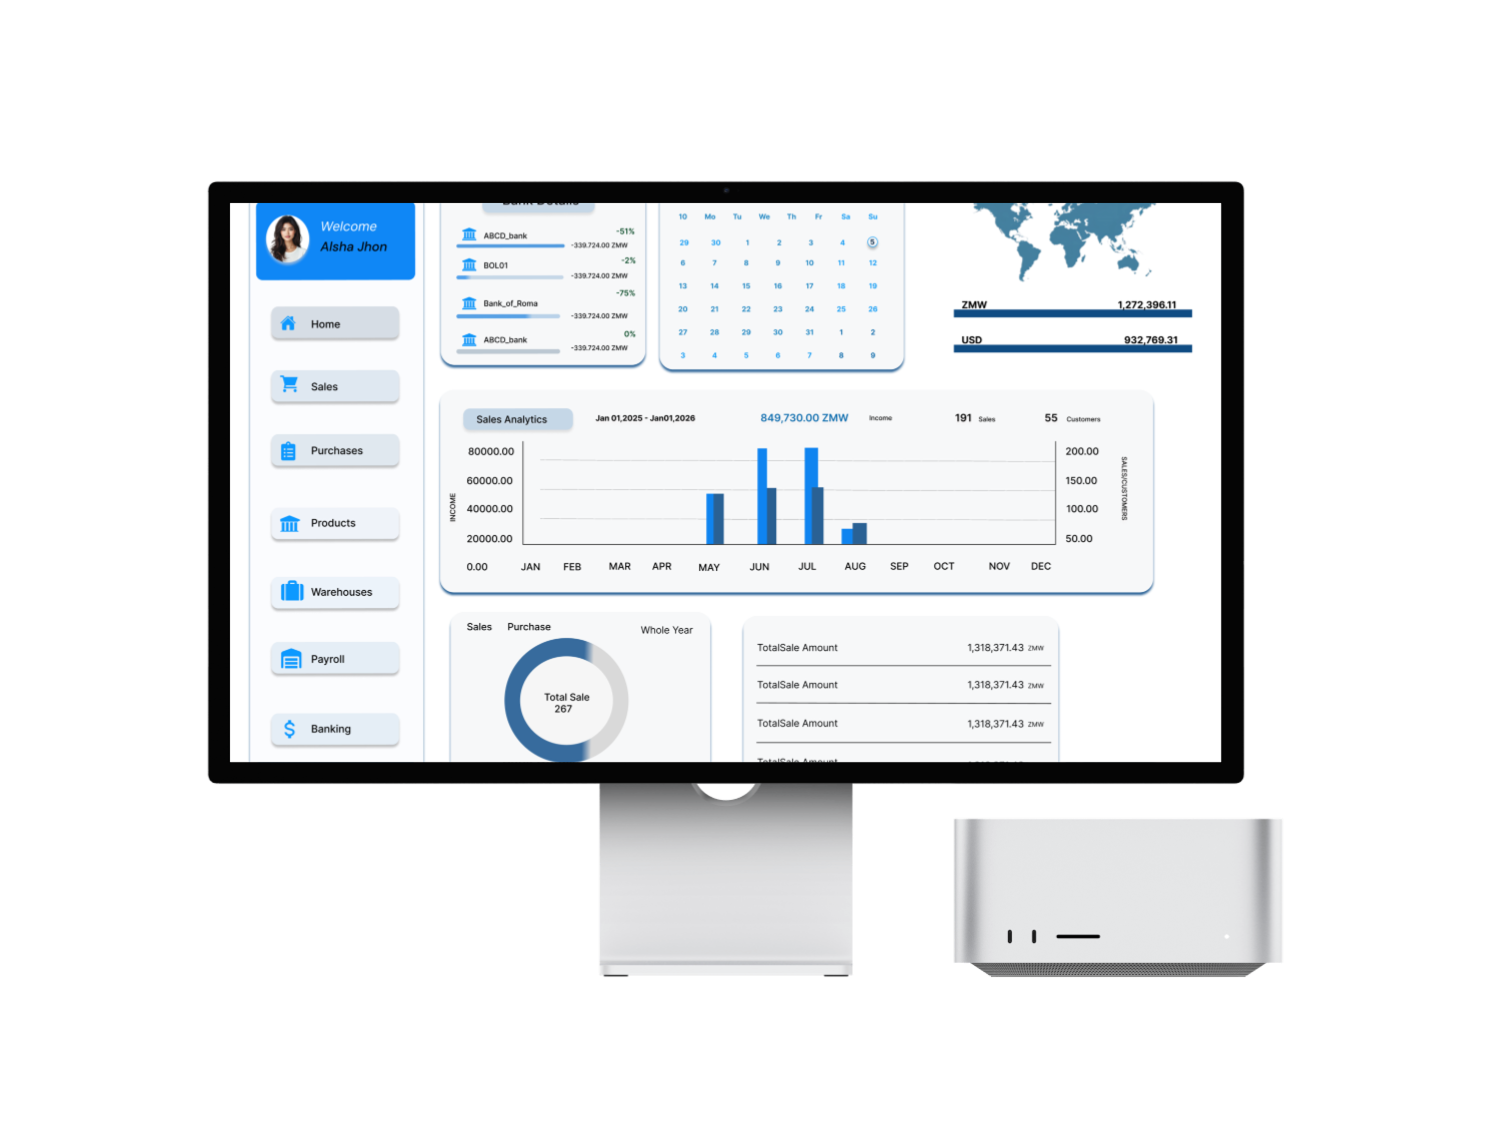 Welcome
Aisha Jhon
Home
Sales
Purchases
Products
Warehouses
Payroll
Banking
Bank Details
ABCD_bank
-51%
-339.724.00 ZMW
BOL01
-2%
-339.724.00 ZMW
Bank_of_Roma
-75%
-339.724.00 ZMW
ABCD_bank
0%
-339.724.00 ZMW
10 Mo Tu We Th Fr Sa Su
29 30 1 2 3 4 5
6 7 8 9 10 11 12
13 14 15 16 17 18 19
20 21 22 23 24 25 26
27 28 29 30 31 1 2
3 4 5 6 7 8 9
ZMW 1,272,396.11
USD 932,769.31
Sales Analytics
Jan 01,2025 - Jan01,2026
849,730.00 ZMW Income
191 Sales
55 Customers
80000.00
60000.00
40000.00
20000.00
0.00
INCOME
200.00
150.00
100.00
50.00
SALES/CUSTOMERS
JAN FEB MAR APR MAY JUN JUL AUG SEP OCT NOV DEC
Sales Purchase
Whole Year
Total Sale
267
TotalSale Amount 1,318,371.43 ZMW
TotalSale Amount 1,318,371.43 ZMW
TotalSale Amount 1,318,371.43 ZMW
TotalSale Amount